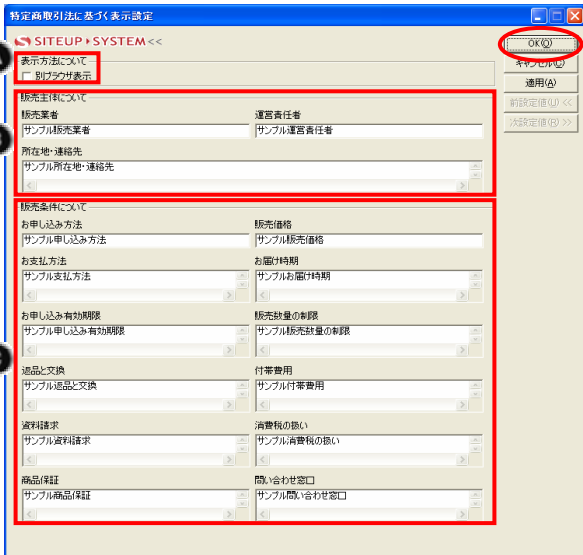 特定商取引法に基づく表示設定
SITEUP SYSTEM<<
OK(O)
キャンセル(C)
適用(A)
前設定値(U) <<
次設定値(R) >>
表示方法について
別ブラウザ表示
販売主体について
販売業者 運営責任者
サンプル販売業者 サンプル運営責任者
所在地・連絡先
サンプル所在地・連絡先
販売条件について
お申し込み方法 販売価格
サンプル申し込み方法 サンプル販売価格
お支払方法 お届け時期
サンプル支払方法 サンプルお届け時期
お申し込み有効期限 販売数量の制限
サンプル申し込み有効期限 サンプル販売数量の制限
返品と交換 付帯費用
サンプル返品と交換 サンプル付帯費用
資料請求 消費税の扱い
サンプル資料請求 サンプル消費税の扱い
商品保証 問い合わせ窓口
サンプル商品保証 サンプル問い合わせ窓口